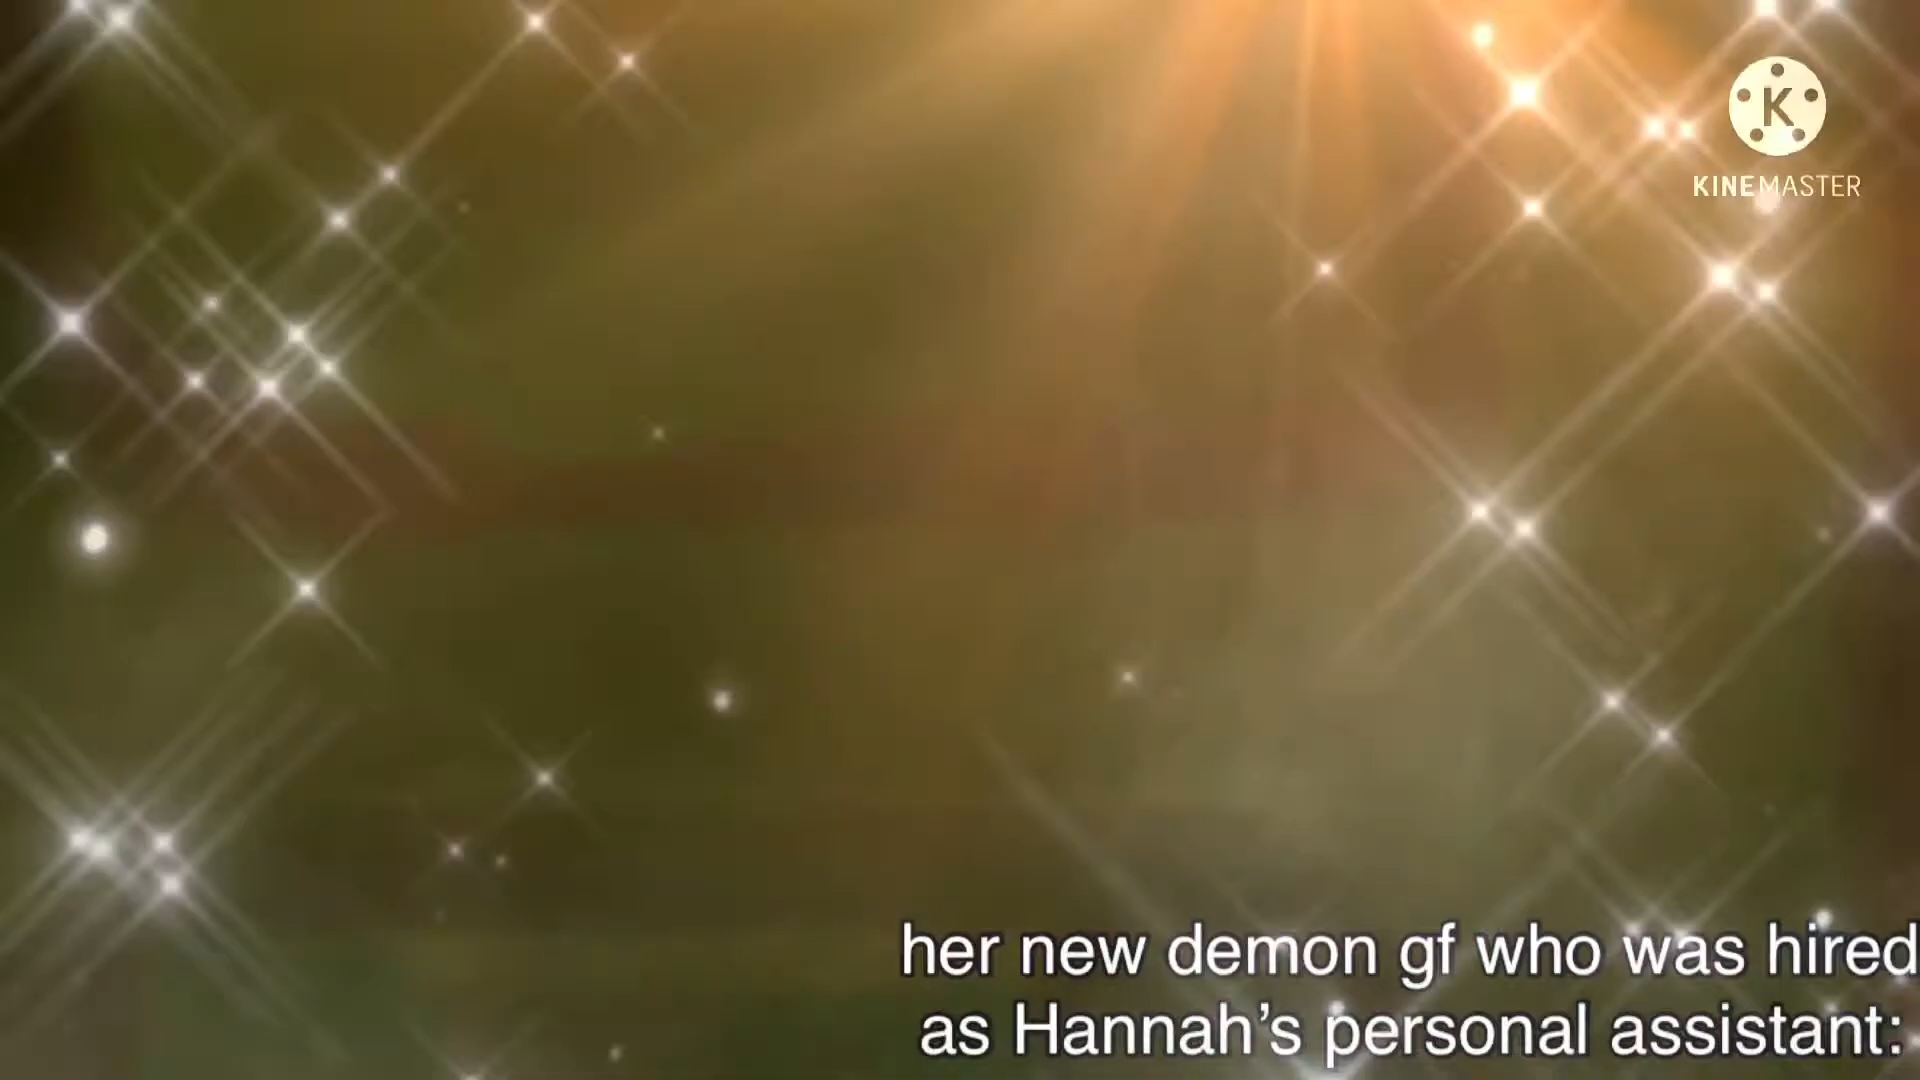 K
KINEMASTER
her new demon gf who was hired
as Hannah’s personal assistant: